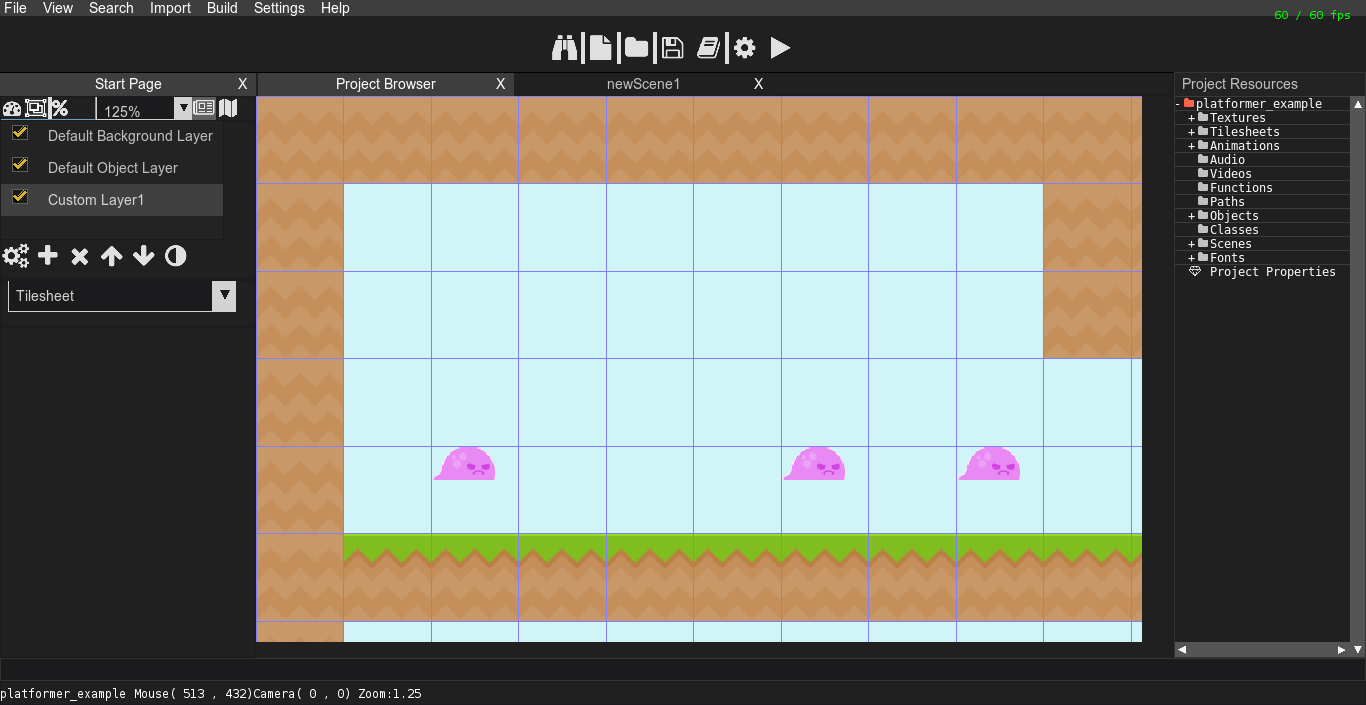 File View Search Import Build Settings Help
60 / 60 fps
Start Page X Project Browser X newScene1 X Project Resources
125%
Default Background Layer
Default Object Layer
Custom Layer1
Tilesheet
- platformer_example
+ Textures
+ Tilesheets
+ Animations
Audio
Videos
Functions
Paths
+ Objects
Classes
+ Scenes
+ Fonts
Project Properties
platformer_example Mouse( 513 , 432)Camera( 0 , 0) Zoom:1.25